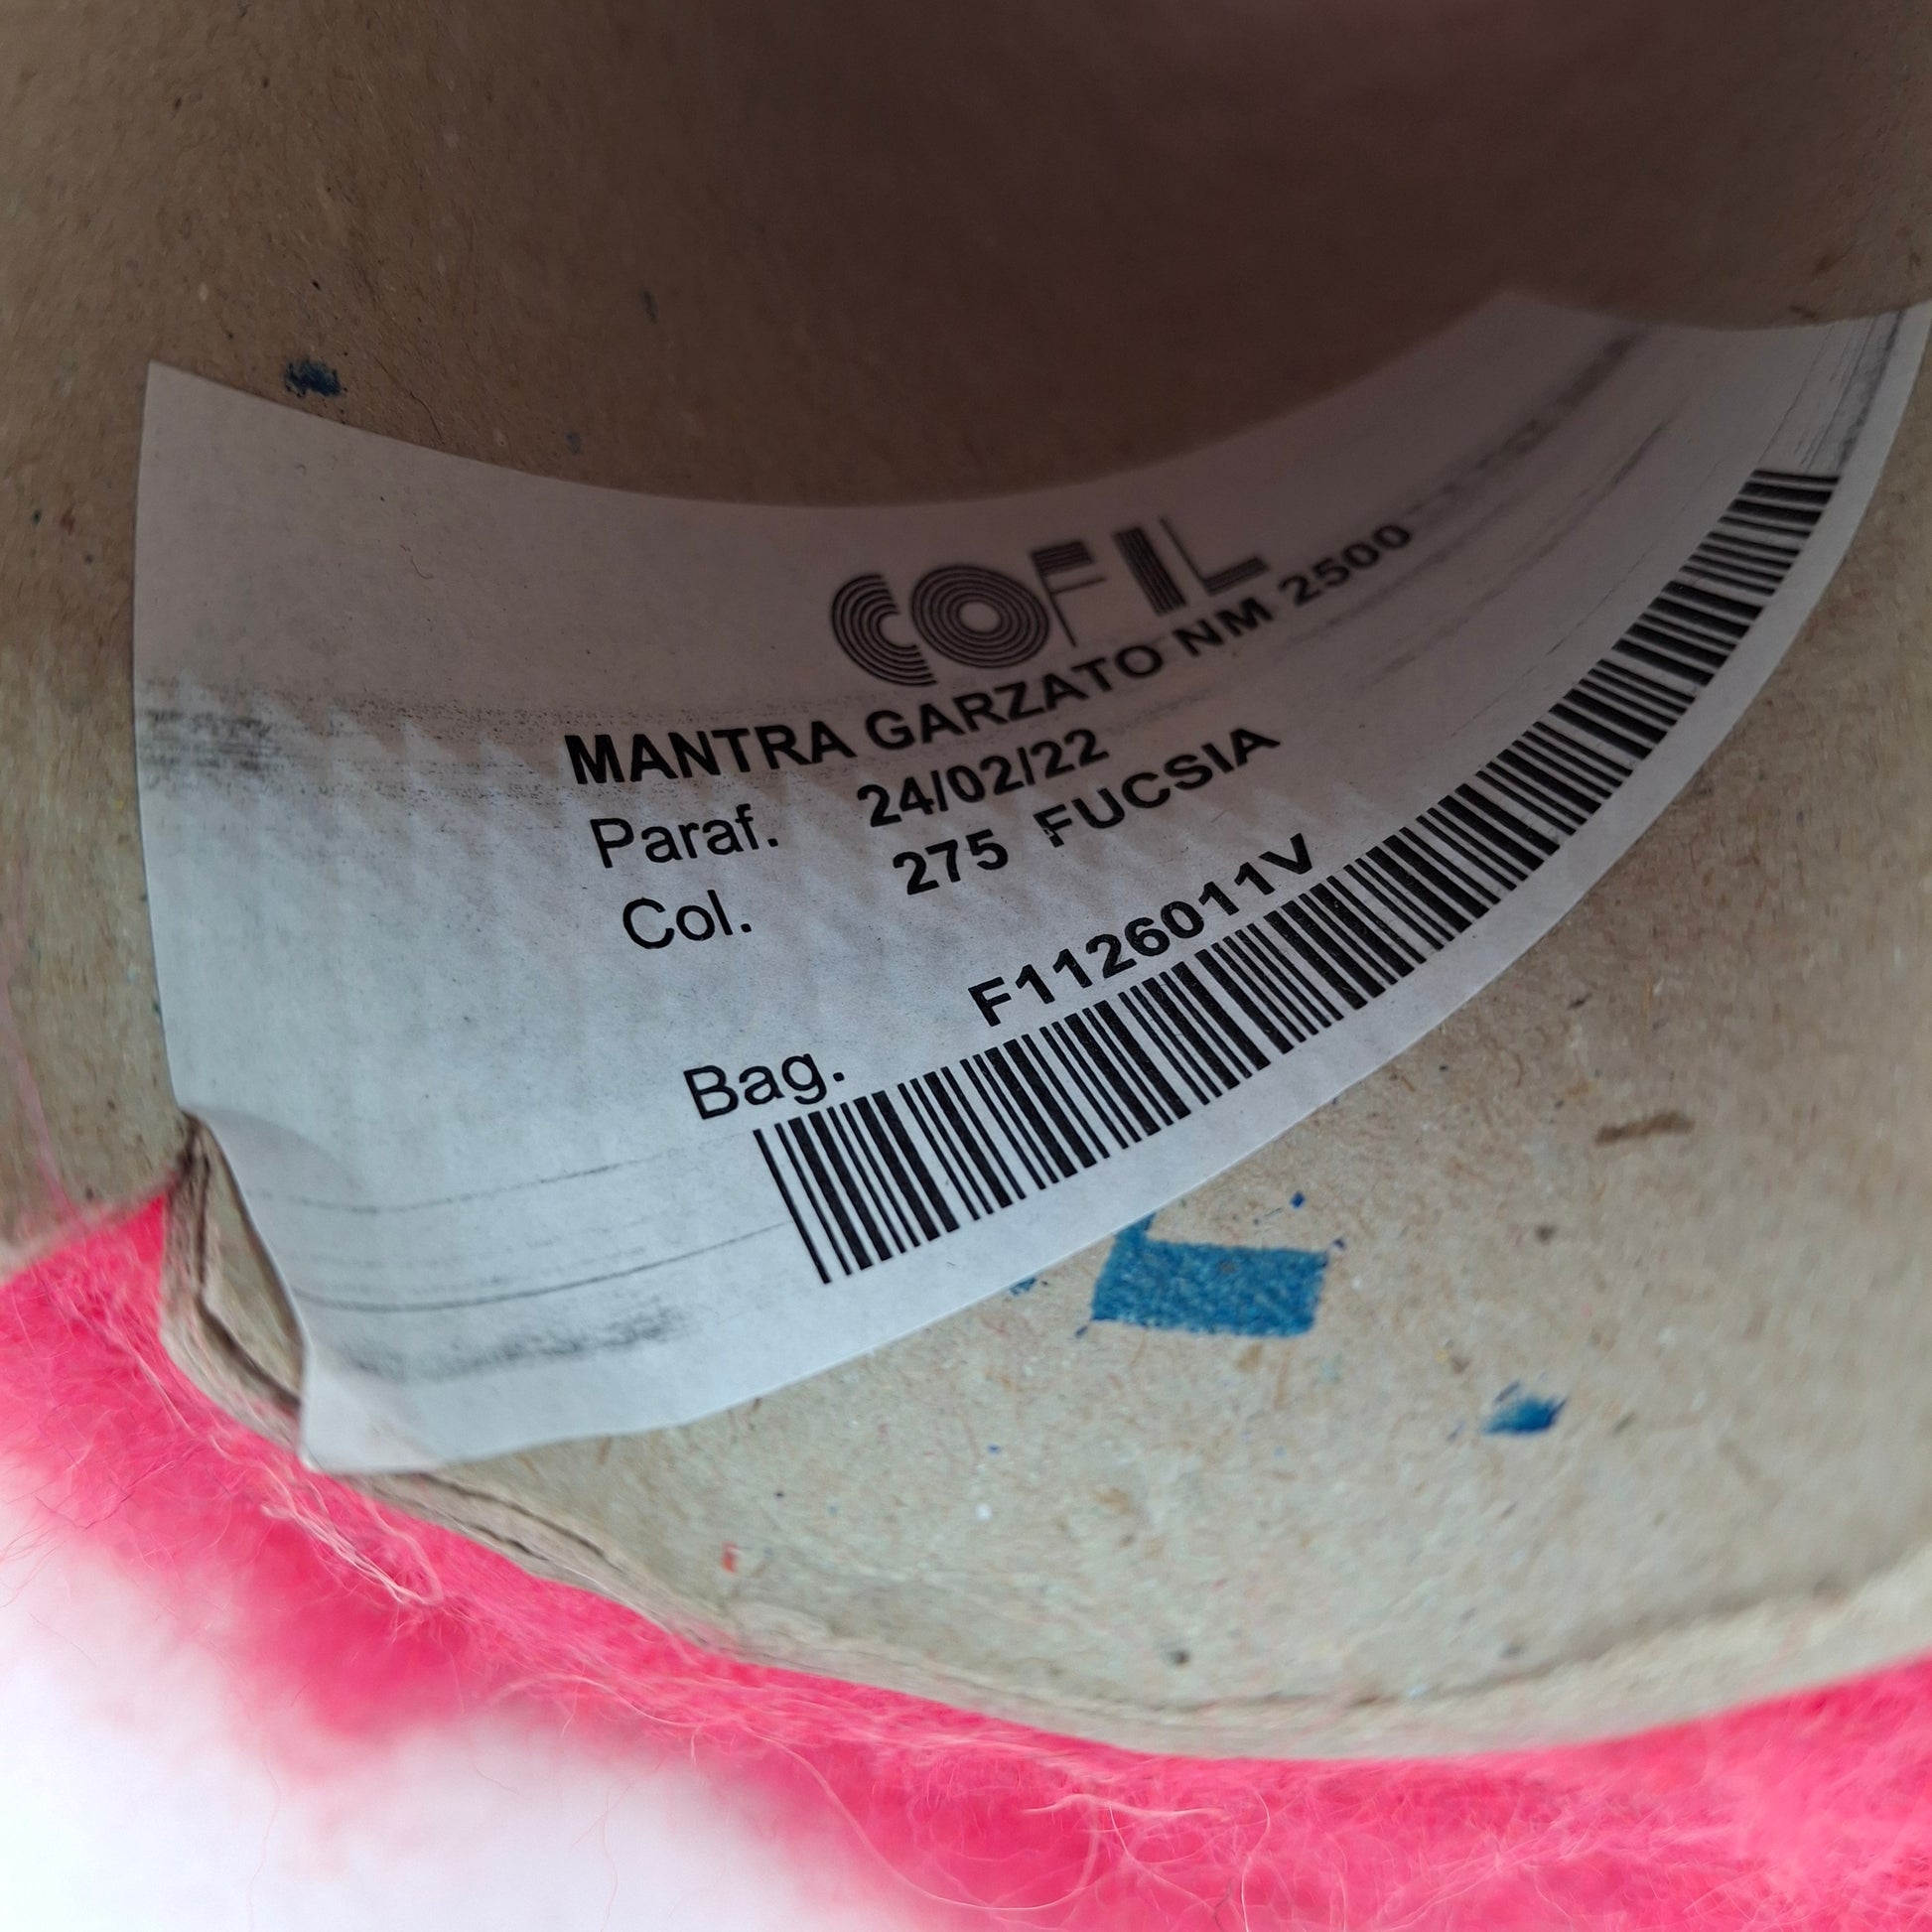 COFIL
MANTRA GARZATO NM 2500
Paraf. 24/02/22
Col. 275 FUCSIA
Bag. F1126011V